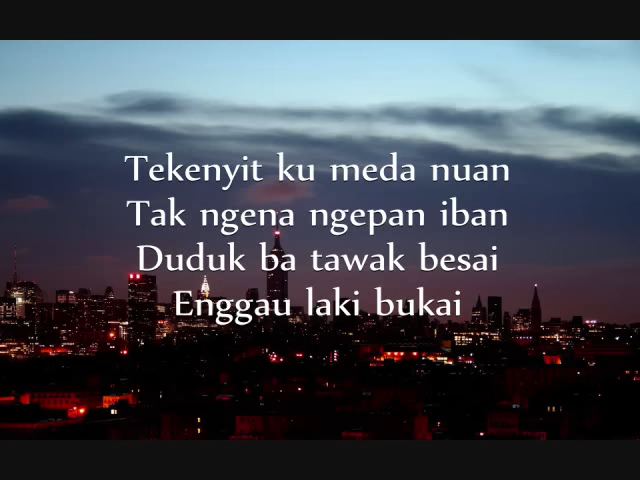 Tekenyit ku meda nuan
Tak ngena ngepan iban
Duduk ba tawak besai
Enggau laki bukai